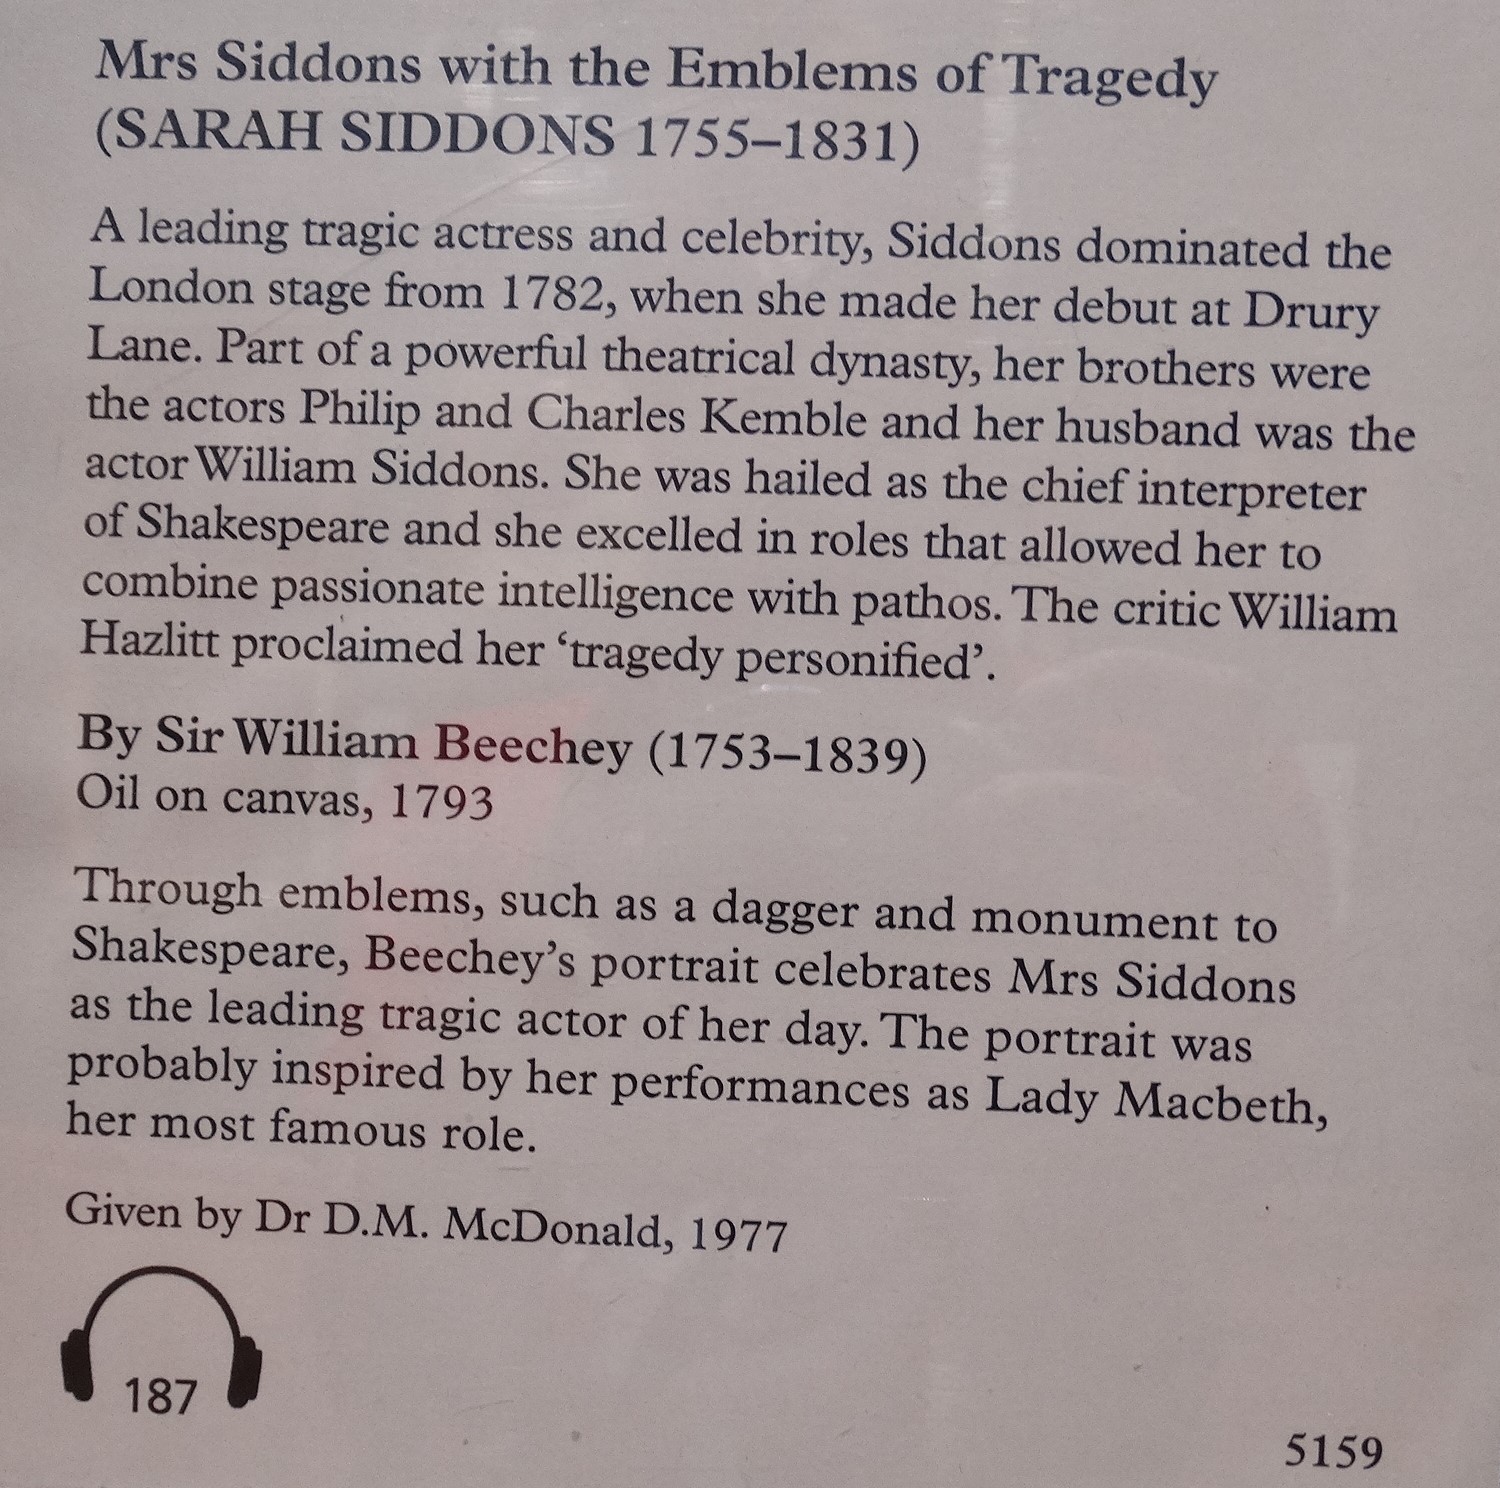 Mrs Siddons with the Emblems of Tragedy
(SARAH SIDDONS 1755–1831)
A leading tragic actress and celebrity, Siddons dominated the
London stage from 1782, when she made her debut at Drury
Lane. Part of a powerful theatrical dynasty, her brothers were
the actors Philip and Charles Kemble and her husband was the
actor William Siddons. She was hailed as the chief interpreter
of Shakespeare and she excelled in roles that allowed her to
combine passionate intelligence with pathos. The critic William
Hazlitt proclaimed her ‘tragedy personified’.
By Sir William Beechey (1753–1839)
Oil on canvas, 1793
Through emblems, such as a dagger and monument to
Shakespeare, Beechey’s portrait celebrates Mrs Siddons
as the leading tragic actor of her day. The portrait was
probably inspired by her performances as Lady Macbeth,
her most famous role.
Given by Dr D.M. McDonald, 1977
187
5159